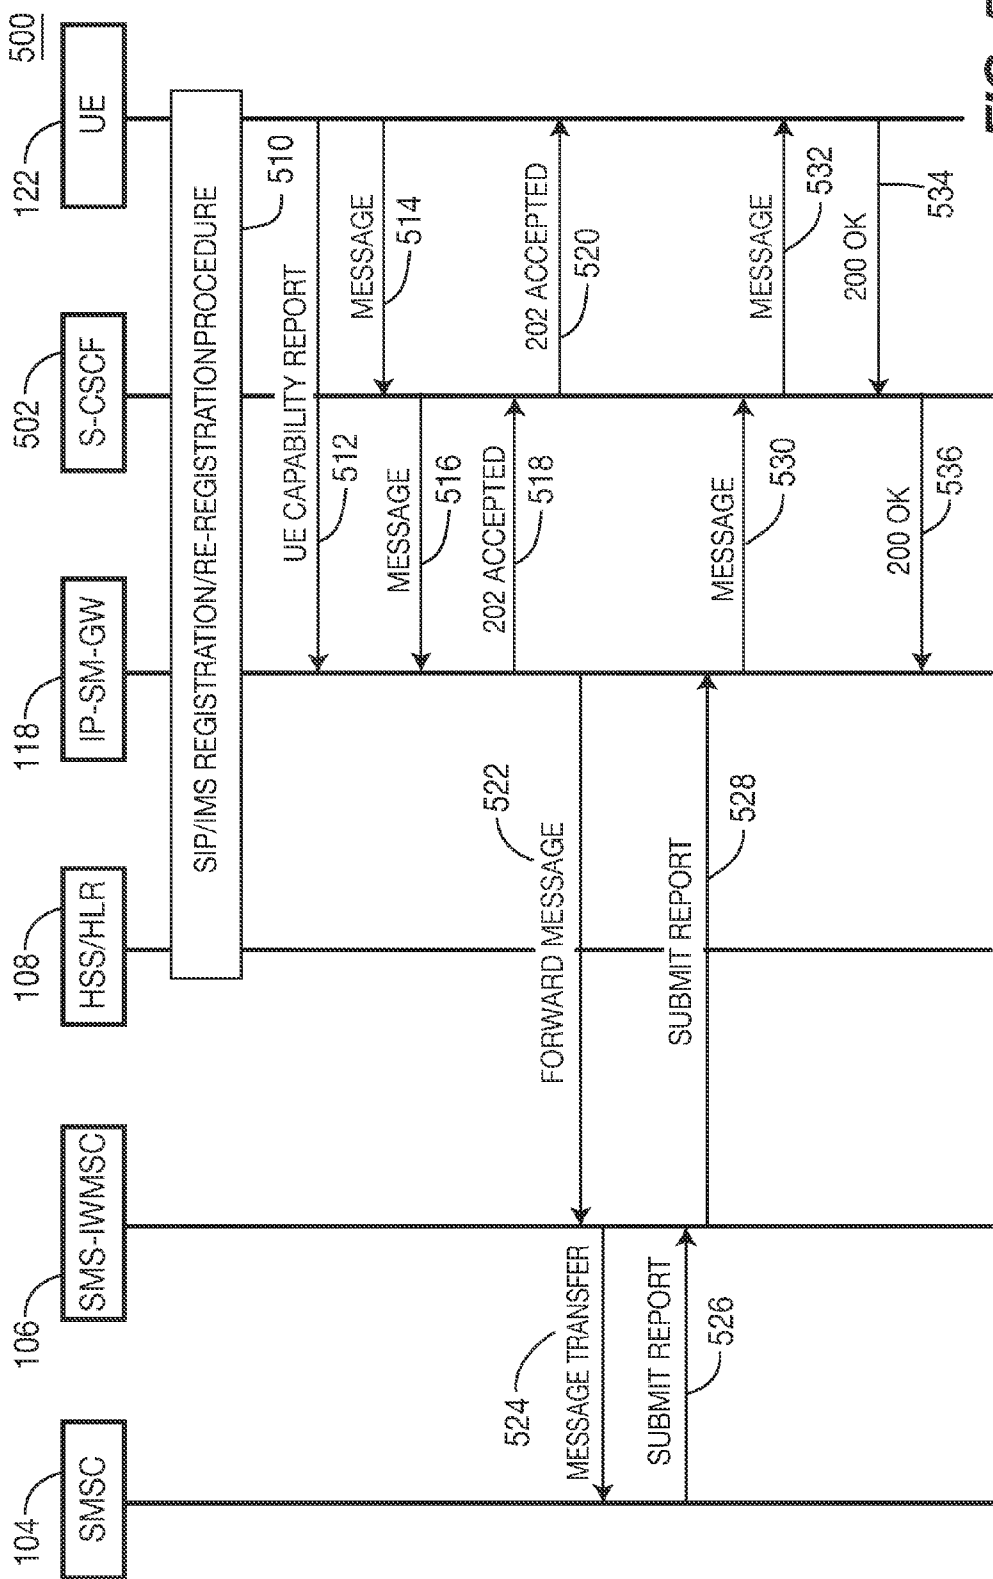 500
104
106
108
118
502
122
SMSC
SMS-IWMSC
HSS/HLR
IP-SM-GW
S-CSCF
UE
SIP/IMS REGISTRATION/RE-REGISTRATIONPROCEDURE
510
UE CAPABILITY REPORT
512
MESSAGE
514
MESSAGE
516
202 ACCEPTED
518
202 ACCEPTED
520
FORWARD MESSAGE
522
MESSAGE TRANSFER
524
SUBMIT REPORT
526
SUBMIT REPORT
528
MESSAGE
530
MESSAGE
532
200 OK
534
200 OK
536